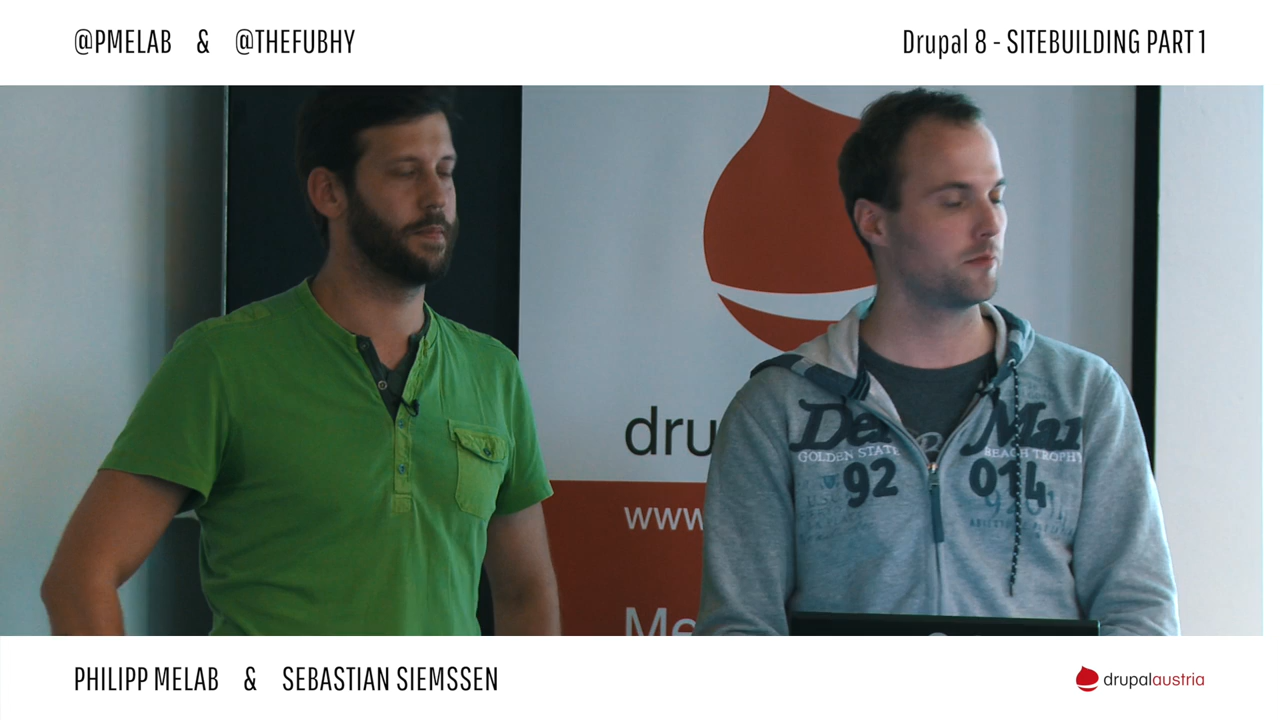 @PMELAB & @THEFUBHY
Drupal 8 - SITEBUILDING PART 1
dru
www
Me
Del Mar
GOLDEN STATE BEACH TROPHY
92 014
PHILIPP MELAB & SEBASTIAN SIEMSSEN
drupalaustria